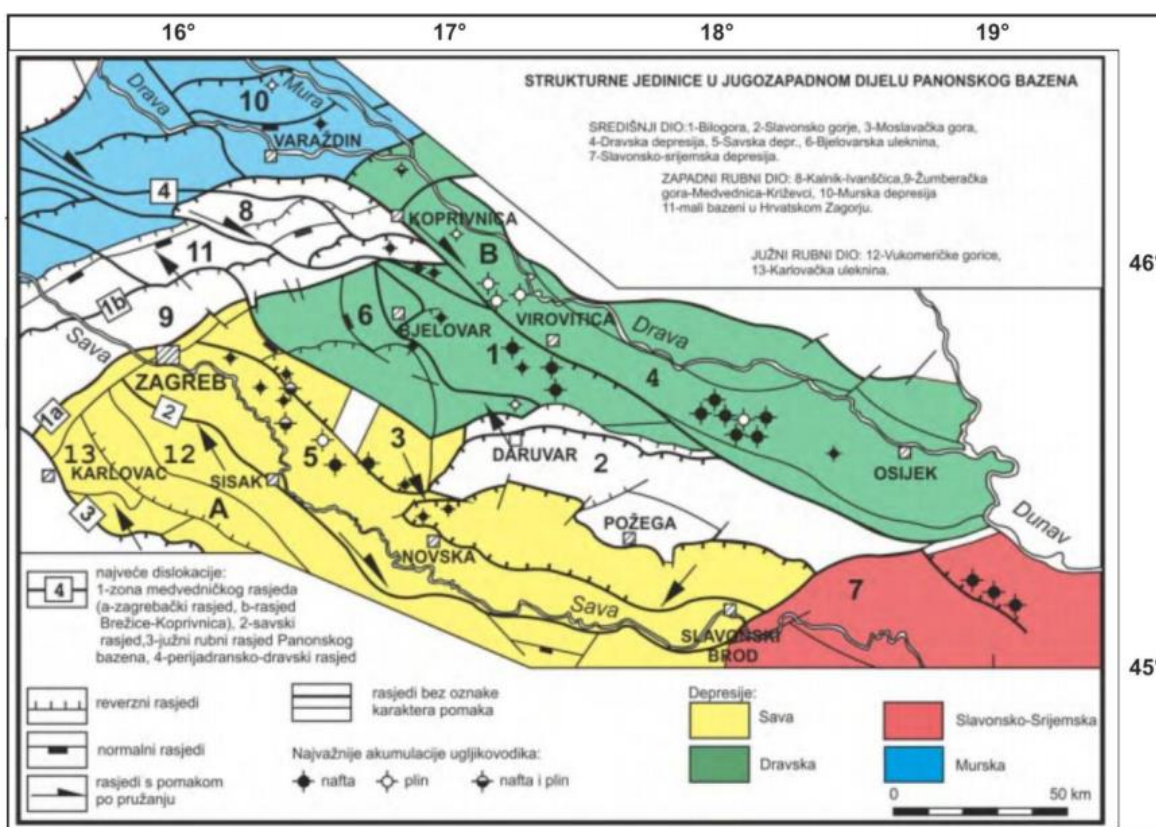 16° 17° 18° 19°
STRUKTURNE JEDINICE U JUGOZAPADNOM DIJELU PANONSKOG BAZENA
SREDIŠNJI DIO:1-Bilogora, 2-Slavonsko gorje, 3-Moslavačka gora,
4-Dravska depresija, 5-Savska depr., 6-Bjelovarska uleknina,
7-Slavonsko-srijemska depresija.
ZAPADNI RUBNI DIO: 8-Kalnik-Ivanščica,9-Žumberačka
gora-Medvednica-Križevci, 10-Murska depresija
11-mali bazeni u Hrvatskom Zagorju.
JUŽNI RUBNI DIO: 12-Vukomeričke gorice,
13-Karlovačka uleknina.
46°
45°
Drava
10
Mura
VARAŽDIN
4
8
KOPRIVNICA
11
B
1b
9
6
BJELOVAR
VIROVITICA
Drava
Sava
1
4
ZAGREB
1a
2
3
13
12
5
DARUVAR
2
OSIJEK
KARLOVAC
SISAK
3
A
POŽEGA
Dunav
NOVSKA
7
Sava
SLAVONSKI
BROD
4
najveće dislokacije:
1-zona medvedničkog rasjeda
(a-zagrebački rasjed, b-rasjed
Brežice-Koprivnica), 2-savski
rasjed,3-južni rubni rasjed Panonskog
bazena, 4-perijadransko-dravski rasjed
reverzni rasjedi
normalni rasjedi
rasjedi s pomakom
po pružanju
rasjedi bez oznake
karaktera pomaka
Najvažnije akumulacije ugljikovodika:
nafta plin nafta i plin
Depresije:
Sava
Slavonsko-Srijemska
Dravska
Murska
0 50 km